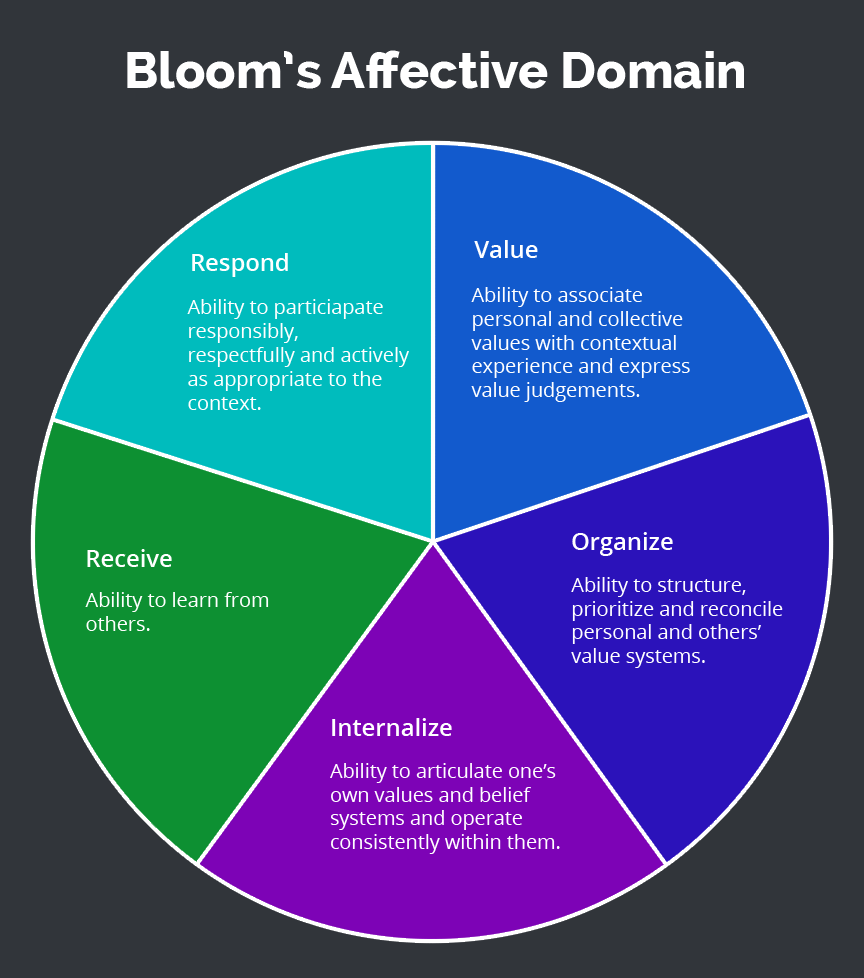 Bloom's Affective Domain
Respond
Ability to particiapate
responsibly,
respectfully and actively
as appropriate to the
context.
Value
Ability to associate
personal and collective
values with contextual
experience and express
value judgements.
Organize
Ability to structure,
prioritize and reconcile
personal and others’
value systems.
Internalize
Ability to articulate one’s
own values and belief
systems and operate
consistently within them.
Receive
Ability to learn from
others.